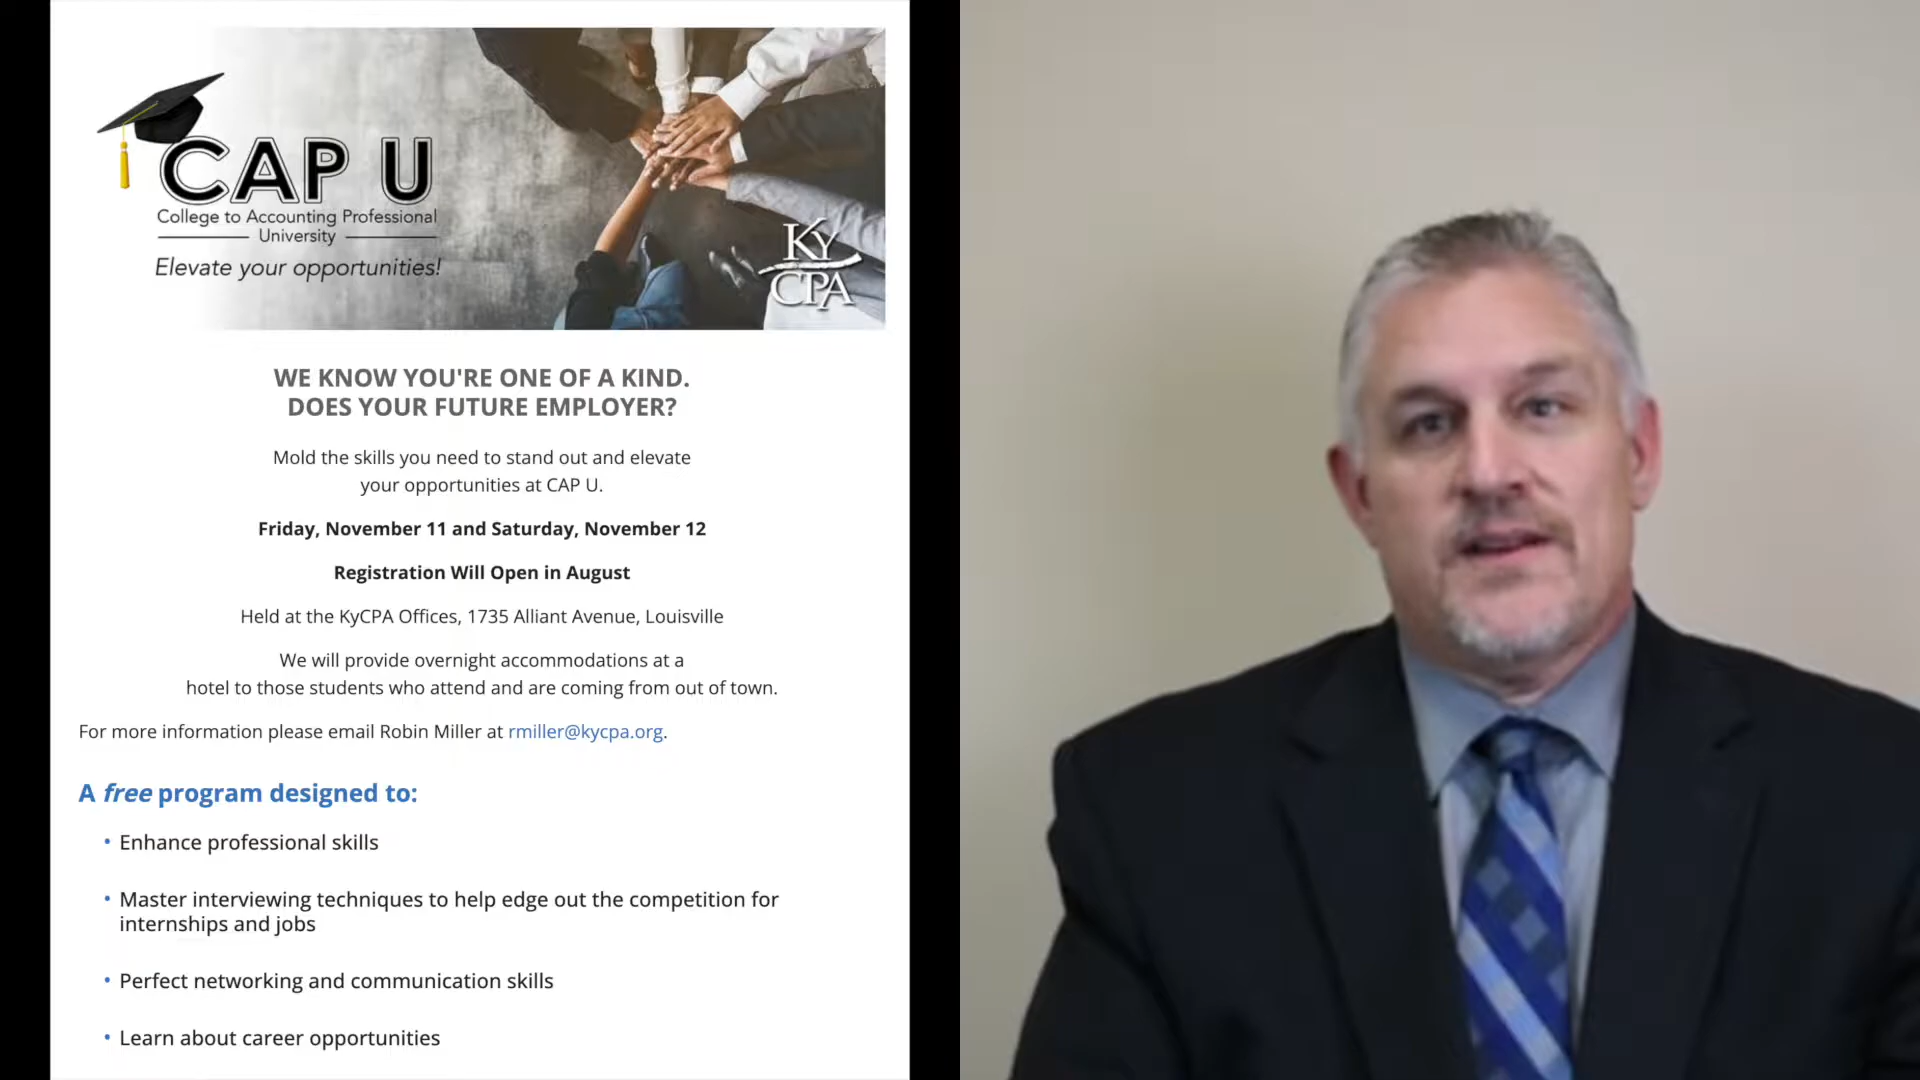 CAP U
College to Accounting Professional
University
Elevate your opportunities!
KY
CPA
WE KNOW YOU'RE ONE OF A KIND.
DOES YOUR FUTURE EMPLOYER?
Mold the skills you need to stand out and elevate
your opportunities at CAP U.
Friday, November 11 and Saturday, November 12
Registration Will Open in August
Held at the KyCPA Offices, 1735 Alliant Avenue, Louisville
We will provide overnight accommodations at a
hotel to those students who attend and are coming from out of town.
For more information please email Robin Miller at rmiller@kycpa.org.
A free program designed to:
• Enhance professional skills
• Master interviewing techniques to help edge out the competition for
internships and jobs
• Perfect networking and communication skills
• Learn about career opportunities